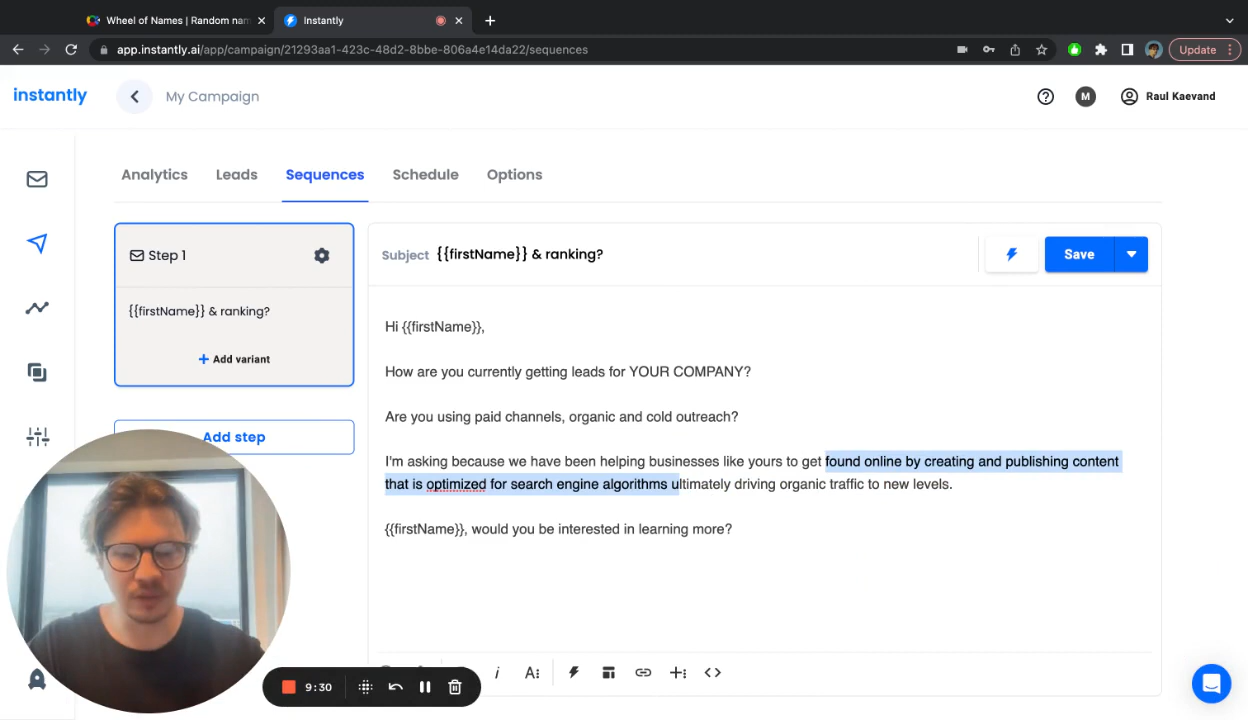 Wheel of Names | Random nam
Instantly
Update
app.instantly.ai/app/campaign/21293aa1-423c-48d2-8bbe-806a4e14da22/sequences
instantly
My Campaign
M
Raul Kaevand
Analytics
Leads
Sequences
Schedule
Options
Step 1
Subject {{firstName}} & ranking?
Save
{{firstName}} & ranking?
Add variant
Add step
Hi {{firstName}},
How are you currently getting leads for YOUR COMPANY?
Are you using paid channels, organic and cold outreach?
I'm asking because we have been helping businesses like yours to get found online by creating and publishing content
that is optimized for search engine algorithms ultimately driving organic traffic to new levels.
{{firstName}}, would you be interested in learning more?
9:30